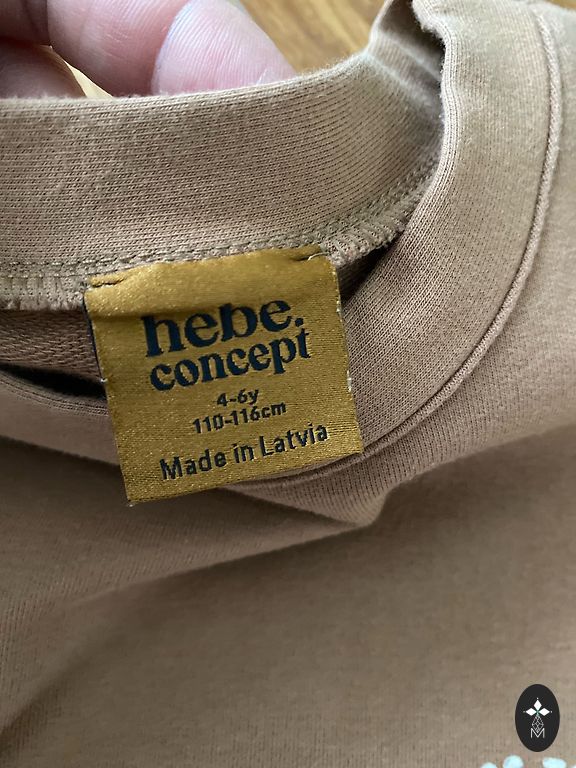 hebe.
concept
4-6y
110-116cm
Made in Latvia
M